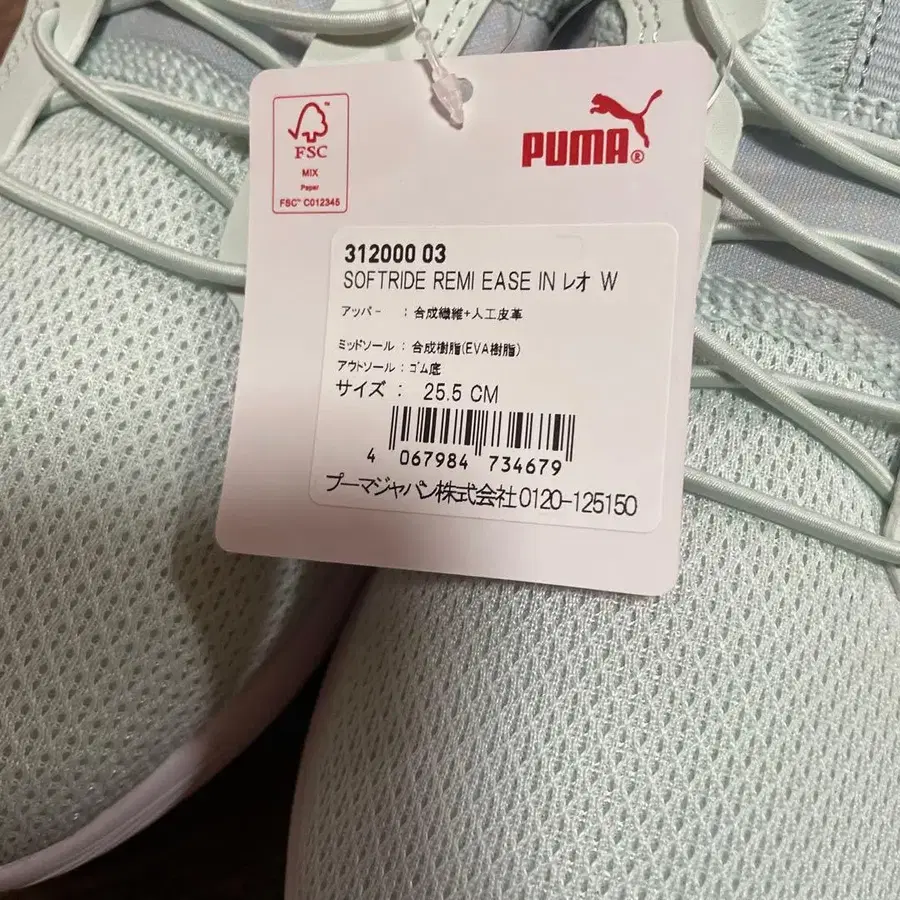 FSC
MIX
Paper
FSC™ C012345
PUMA®
312000 03
SOFTRIDE REMI EASE IN レオ W
アッパー : 合成繊維+人工皮革
ミッドソール : 合成樹脂(EVA樹脂)
アウトソール : ゴム底
サイズ : 25.5 CM
4 067984 734679
プーマジャパン株式会社 0120-125150